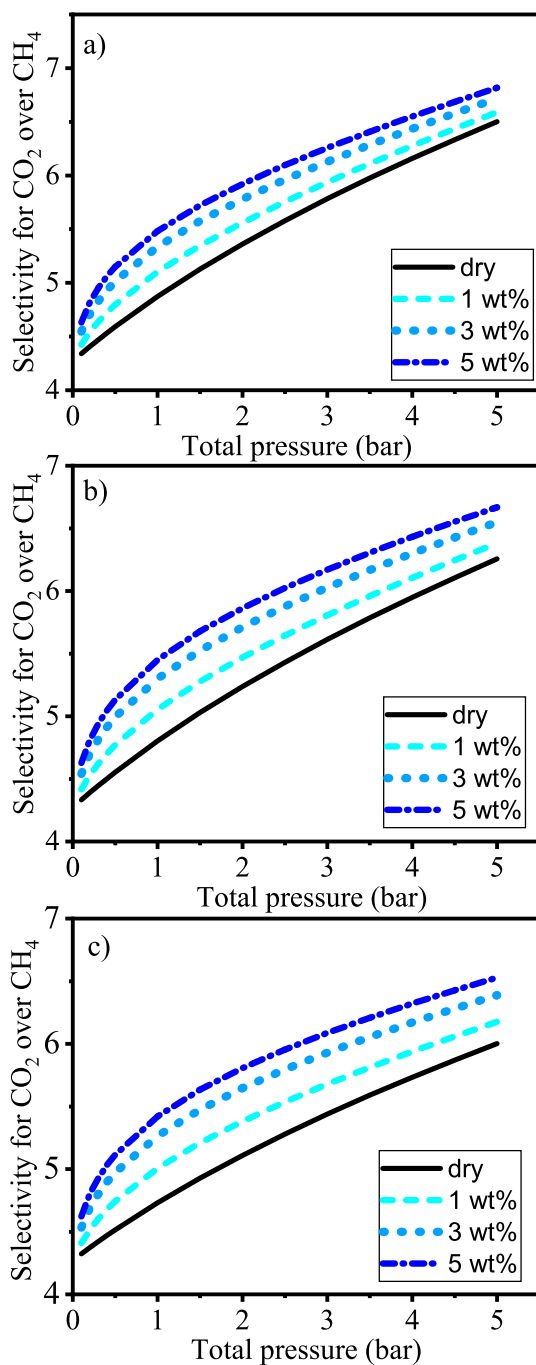 a)
7
6
5
4
Selectivity for CO₂ over CH₄
dry
1 wt%
3 wt%
5 wt%
0 1 2 3 4 5
Total pressure (bar)
b)
7
6
5
4
Selectivity for CO₂ over CH₄
dry
1 wt%
3 wt%
5 wt%
0 1 2 3 4 5
Total pressure (bar)
c)
7
6
5
4
Selectivity for CO₂ over CH₄
dry
1 wt%
3 wt%
5 wt%
0 1 2 3 4 5
Total pressure (bar)